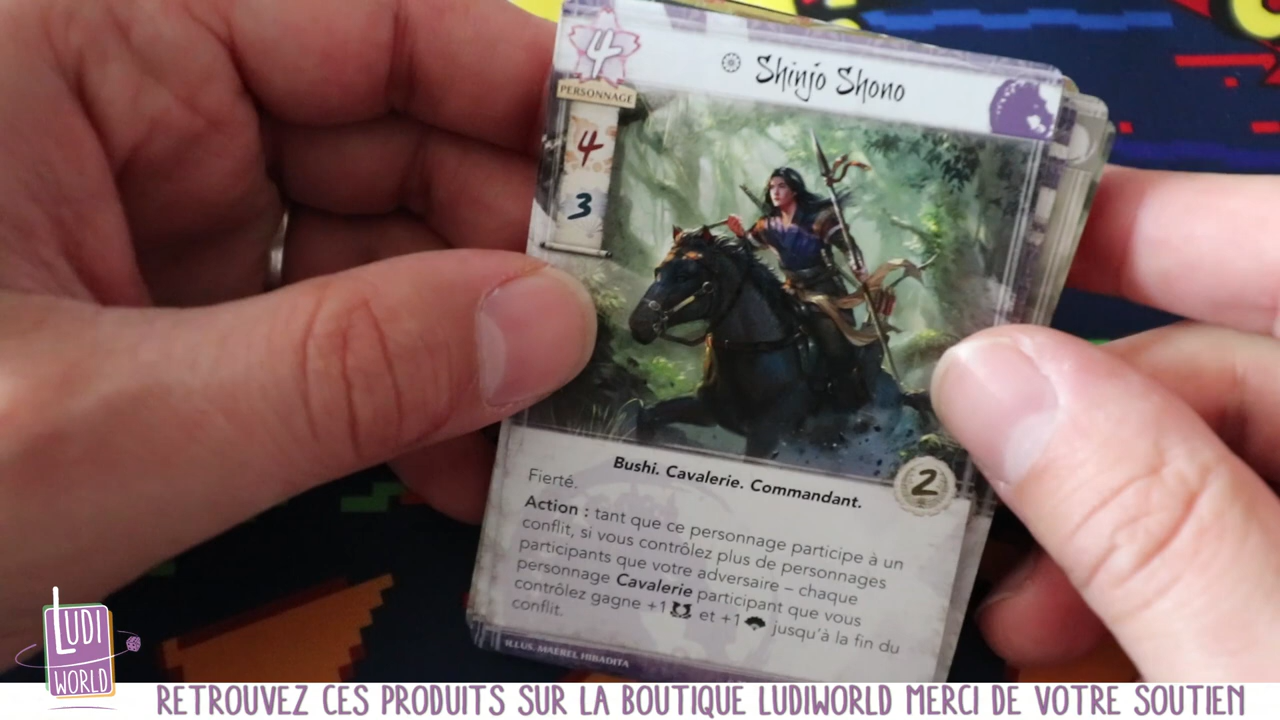 4
Shinjo Shono
PERSONNAGE
4
3
Bushi. Cavalerie. Commandant.
2
Fierté.
Action : tant que ce personnage participe à un
conflit, si vous contrôlez plus de personnages
participants que votre adversaire – chaque
personnage Cavalerie participant que vous
contrôlez gagne +1 et +1 jusqu'à la fin du
conflit.
ILLUS. MAEREL HIBADITA
LUDI
WORLD
RETROUVEZ CES PRODUITS SUR LA BOUTIQUE LUDIWORLD MERCI DE VOTRE SOUTIEN